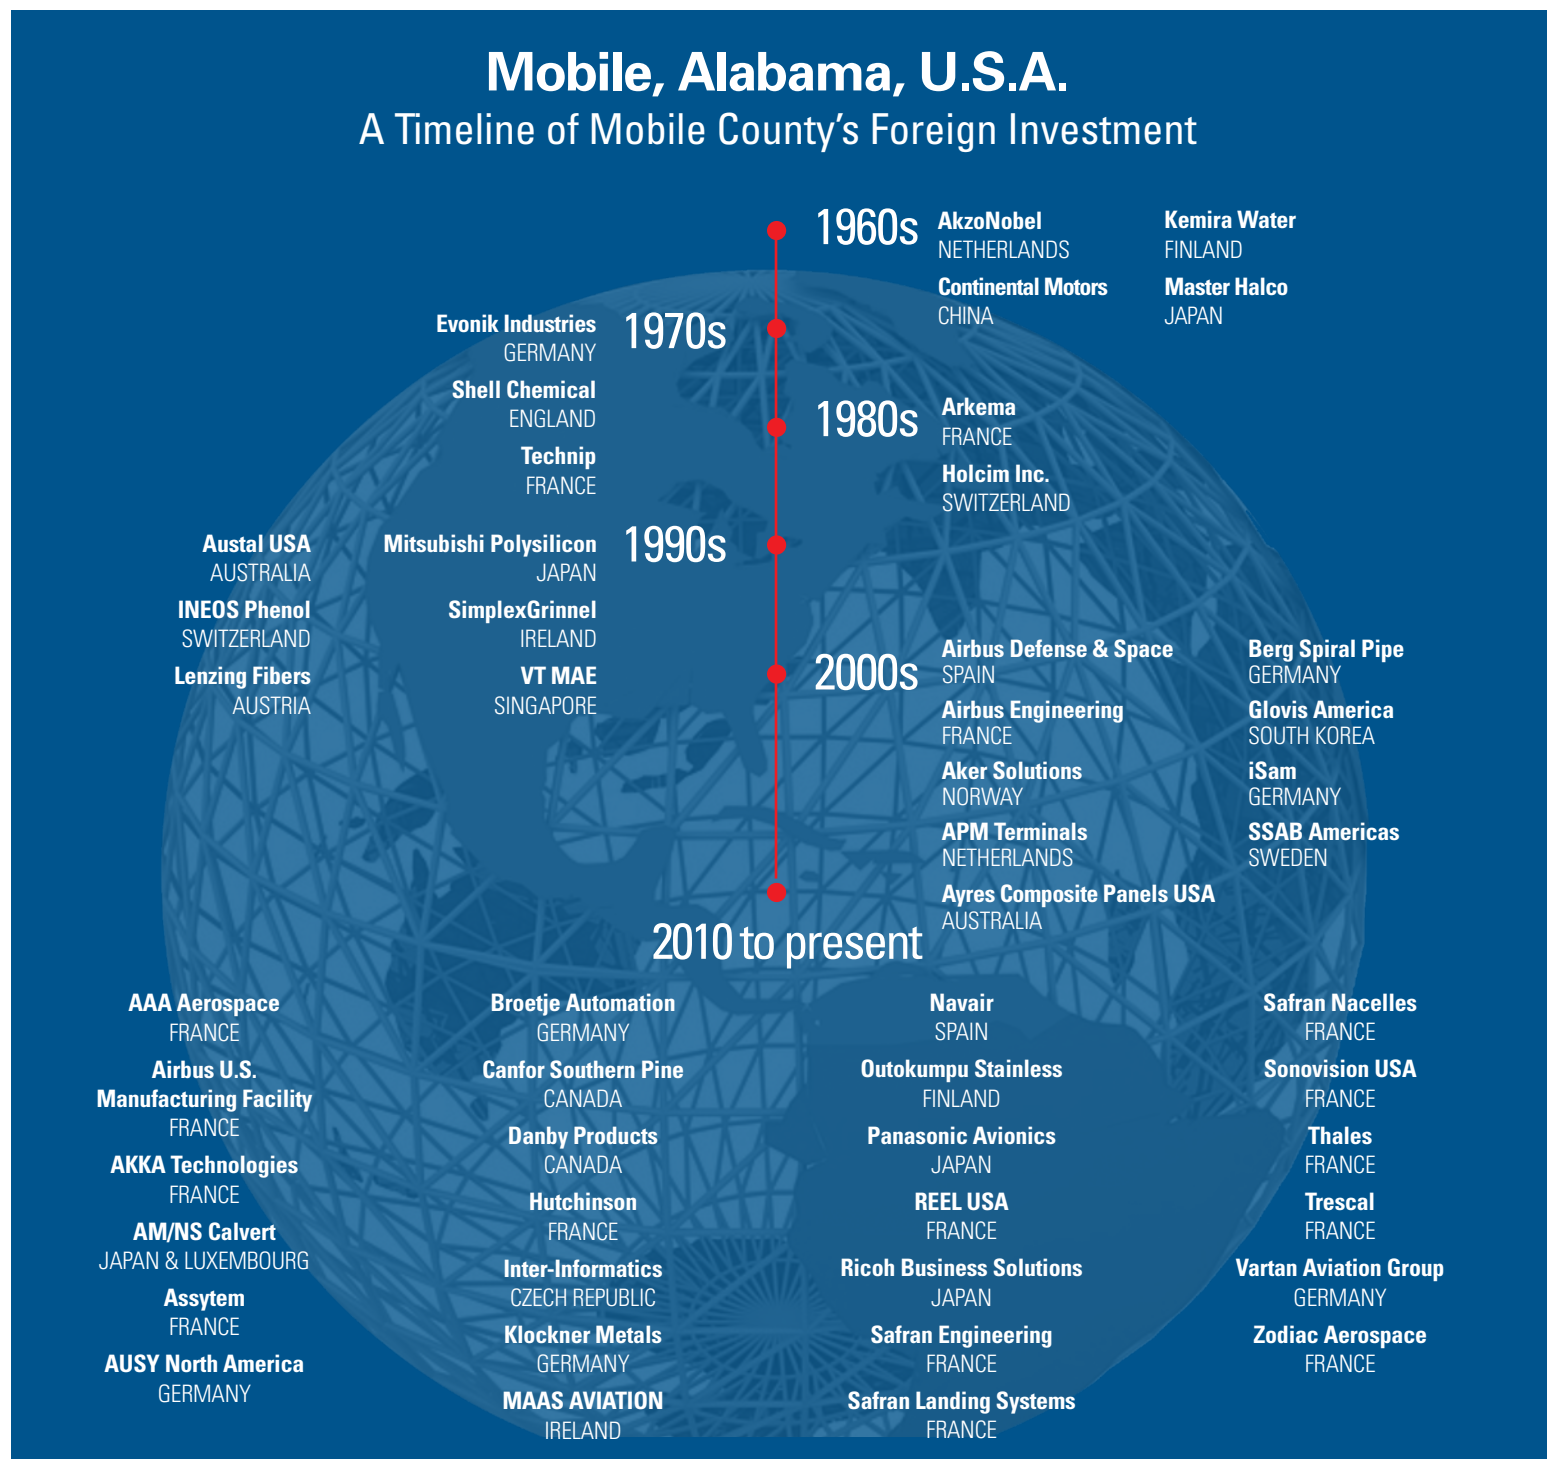 Mobile, Alabama, U.S.A.
A Timeline of Mobile County's Foreign Investment
1960s
AkzoNobel
NETHERLANDS
Continental Motors
CHINA
Kemira Water
FINLAND
Master Halco
JAPAN
1970s
Evonik Industries
GERMANY
Shell Chemical
ENGLAND
Technip
FRANCE
1980s
Arkema
FRANCE
Holcim Inc.
SWITZERLAND
1990s
Austal USA
AUSTRALIA
INEOS Phenol
SWITZERLAND
Lenzing Fibers
AUSTRIA
Mitsubishi Polysilicon
JAPAN
SimplexGrinnel
IRELAND
VT MAE
SINGAPORE
2000s
Airbus Defense & Space
SPAIN
Airbus Engineering
FRANCE
Aker Solutions
NORWAY
APM Terminals
NETHERLANDS
Ayres Composite Panels USA
AUSTRALIA
Berg Spiral Pipe
GERMANY
Glovis America
SOUTH KOREA
iSam
GERMANY
SSAB Americas
SWEDEN
2010 to present
AAA Aerospace
FRANCE
Airbus U.S.
Manufacturing Facility
FRANCE
AKKA Technologies
FRANCE
AM/NS Calvert
JAPAN & LUXEMBOURG
Assytem
FRANCE
AUSY North America
GERMANY
Broetje Automation
GERMANY
Canfor Southern Pine
CANADA
Danby Products
CANADA
Hutchinson
FRANCE
Inter-Informatics
CZECH REPUBLIC
Klockner Metals
GERMANY
MAAS AVIATION
IRELAND
Navair
SPAIN
Outokumpu Stainless
FINLAND
Panasonic Avionics
JAPAN
REEL USA
FRANCE
Ricoh Business Solutions
JAPAN
Safran Engineering
FRANCE
Safran Landing Systems
FRANCE
Safran Nacelles
FRANCE
Sonovision USA
FRANCE
Thales
FRANCE
Trescal
FRANCE
Vartan Aviation Group
GERMANY
Zodiac Aerospace
FRANCE